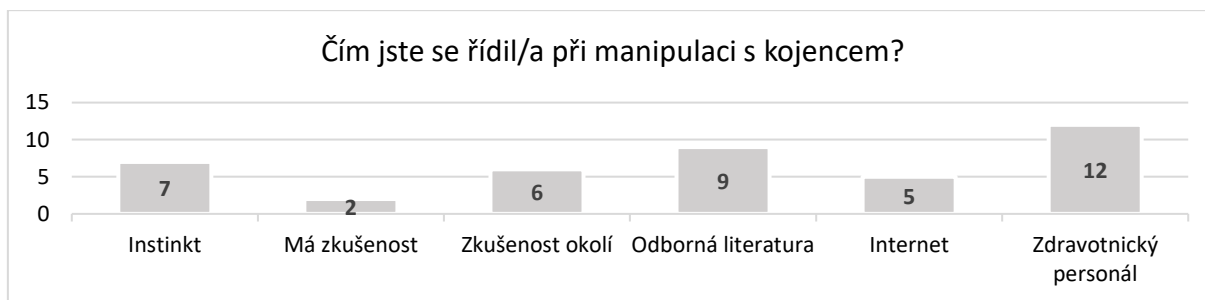 Čím jste se řídil/a při manipulaci s kojencem?
15
10
5
0
7
2
6
9
5
12
Instinkt
Má zkušenost
Zkušenost okolí
Odborná literatura
Internet
Zdravotnický
personál